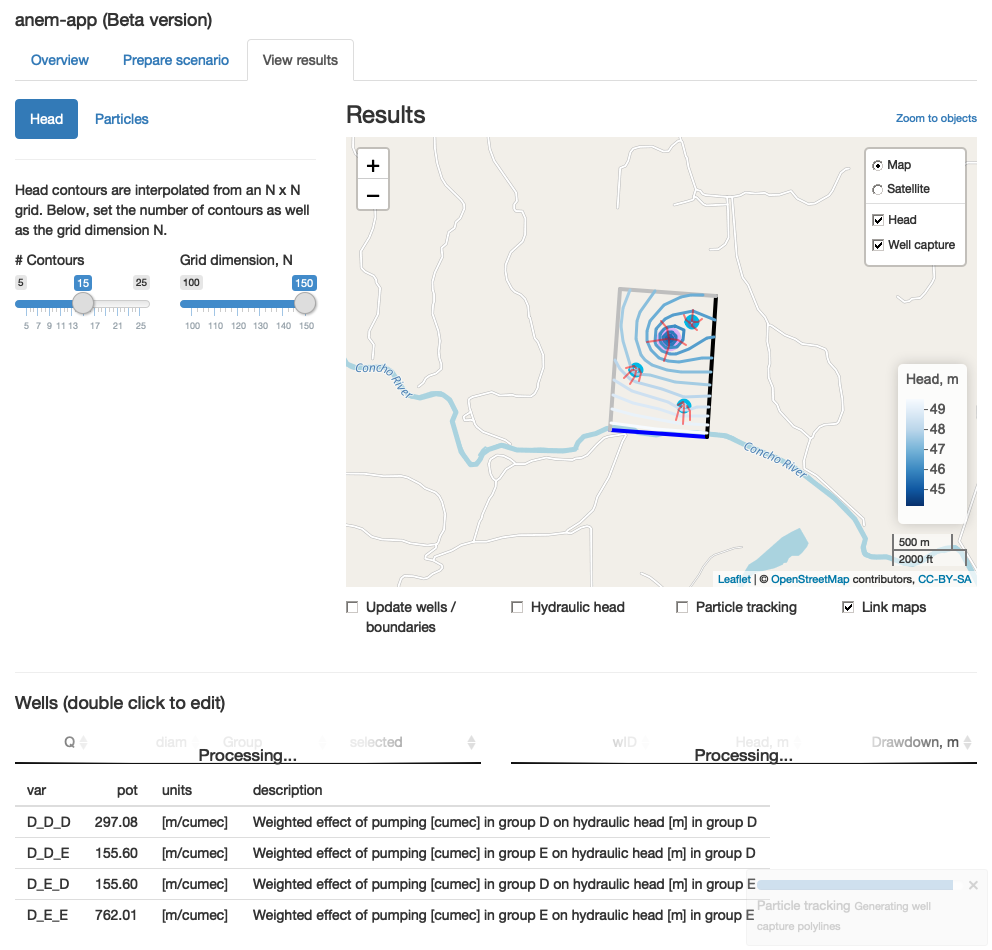 anem-app (Beta version)
Overview Prepare scenario View results
Head Particles
Results
Zoom to objects
Head contours are interpolated from an N x N
grid. Below, set the number of contours as well
as the grid dimension N.
# Contours Grid dimension, N
5 15 25 100 150
5 7 9 11 13 17 21 25 100 110 120 130 140 150
+
−
Map
Satellite
Head
Well capture
Concho River
Concho River
Head, m
49
48
47
46
45
500 m
2000 ft
Leaflet | © OpenStreetMap contributors, CC-BY-SA
Update wells / Hydraulic head Particle tracking Link maps
boundaries
Wells (double click to edit)
Q diam Group selected wID Head, m Drawdown, m
Processing... Processing...
var pot units description
D_D_D 297.08 [m/cumec] Weighted effect of pumping [cumec] in group D on hydraulic head [m] in group D
D_D_E 155.60 [m/cumec] Weighted effect of pumping [cumec] in group E on hydraulic head [m] in group D
D_E_D 155.60 [m/cumec] Weighted effect of pumping [cumec] in group D on hydraulic head [m] in group E
D_E_E 762.01 [m/cumec] Weighted effect of pumping [cumec] in group E on hydraulic head [m] in group E
×
Particle tracking Generating well
capture polylines